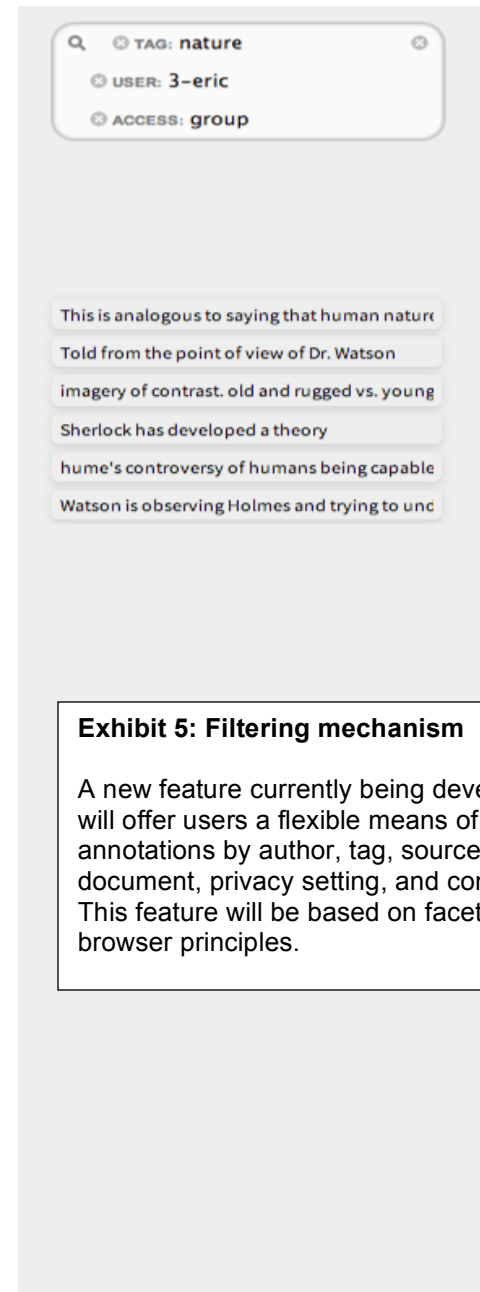 TAG: nature
USER: 3-eric
ACCESS: group
This is analogous to saying that human nature
Told from the point of view of Dr. Watson
imagery of contrast. old and rugged vs. young
Sherlock has developed a theory
hume's controversy of humans being capable
Watson is observing Holmes and trying to
Exhibit 5: Filtering mechanism
A new feature currently being
will offer users a flexible means of
annotations by author, tag, source
document, privacy setting, and
This feature will be based on
browser principles.